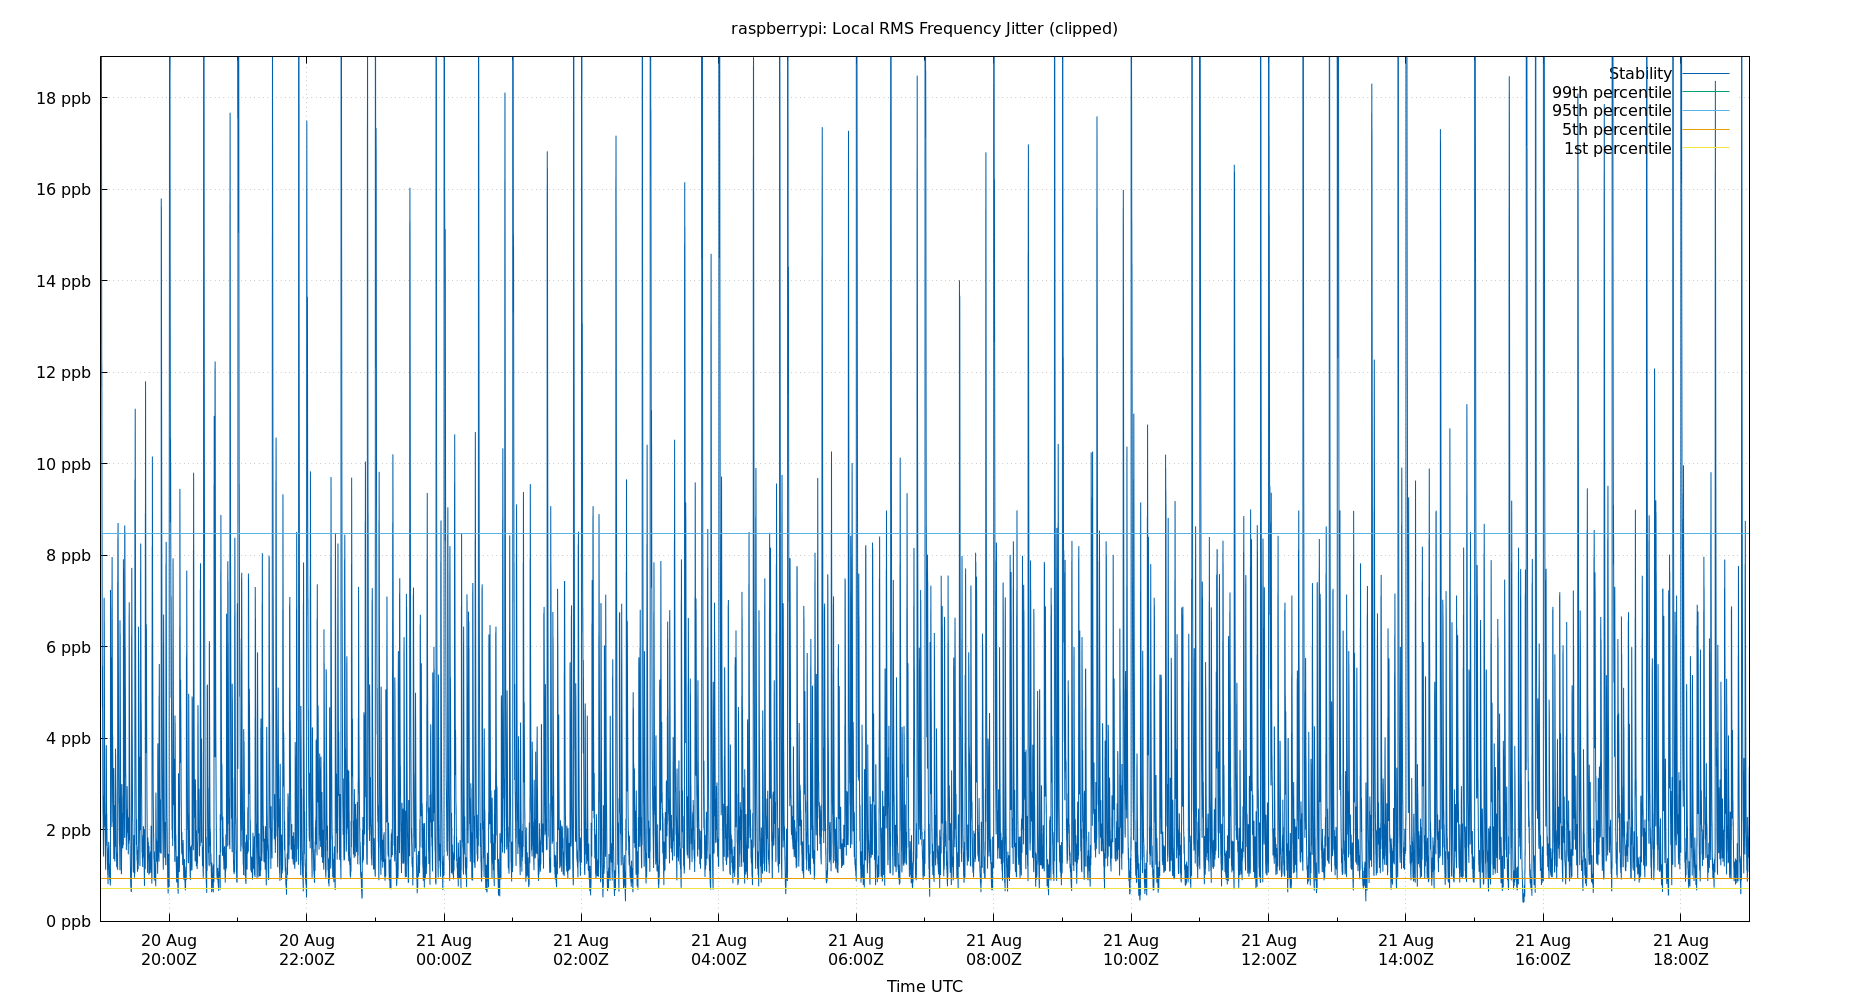 raspberrypi: Local RMS Frequency Jitter (clipped)
Stability
99th percentile
95th percentile
5th percentile
1st percentile
18 ppb
16 ppb
14 ppb
12 ppb
10 ppb
8 ppb
6 ppb
4 ppb
2 ppb
0 ppb
20 Aug 20 Aug 21 Aug 21 Aug 21 Aug 21 Aug 21 Aug 21 Aug 21 Aug 21 Aug 21 Aug 21 Aug
20:00Z 22:00Z 00:00Z 02:00Z 04:00Z 06:00Z 08:00Z 10:00Z 12:00Z 14:00Z 16:00Z 18:00Z
Time UTC